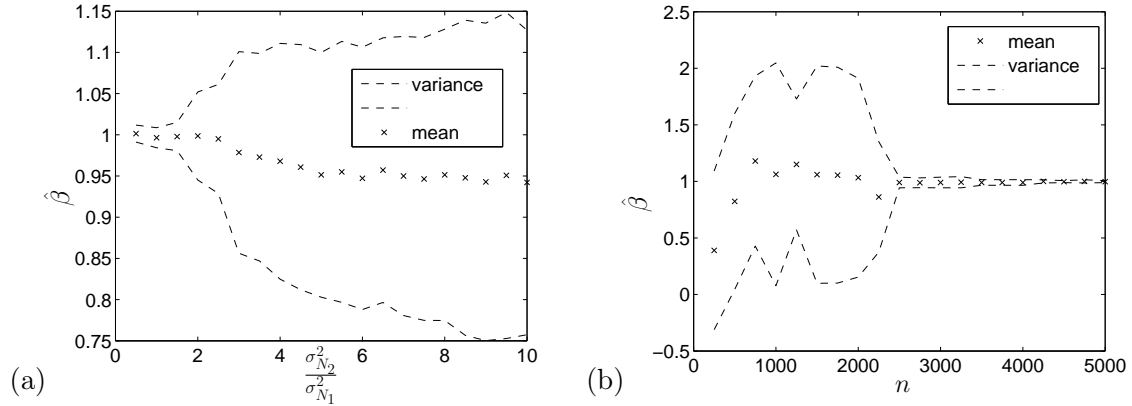 1.15
1.1
1.05
1
0.95
0.9
0.85
0.8
0.75
β̂
variance
mean
0 2 4 6 8 10
σ²_{N₂} / σ²_{N₁}
(a)
2.5
2
1.5
1
0.5
0
−0.5
β̂
mean
variance
0 1000 2000 3000 4000 5000
n
(b)